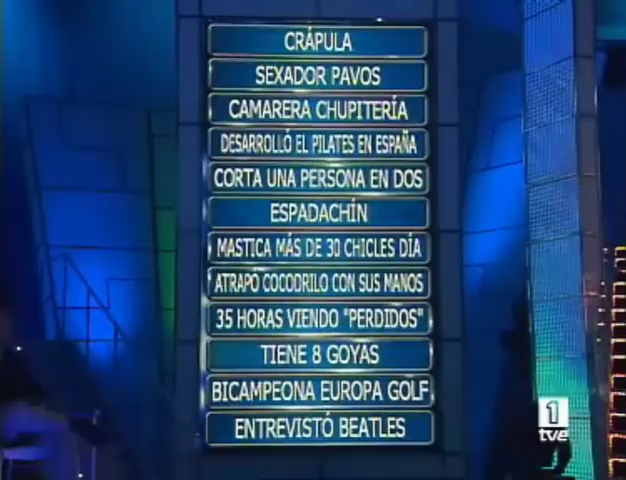 CRÁPULA
SEXADOR PAVOS
CAMARERA CHUPITERÍA
DESARROLLÓ EL PILATES EN ESPAÑA
CORTA UNA PERSONA EN DOS
ESPADACHÍN
MASTICA MÁS DE 30 CHICLES DÍA
ATRAPÓ COCODRILO CON SUS MANOS
35 HORAS VIENDO "PERDIDOS"
TIENE 8 GOYAS
BICAMPEONA EUROPA GOLF
ENTREVISTÓ BEATLES
1
tve